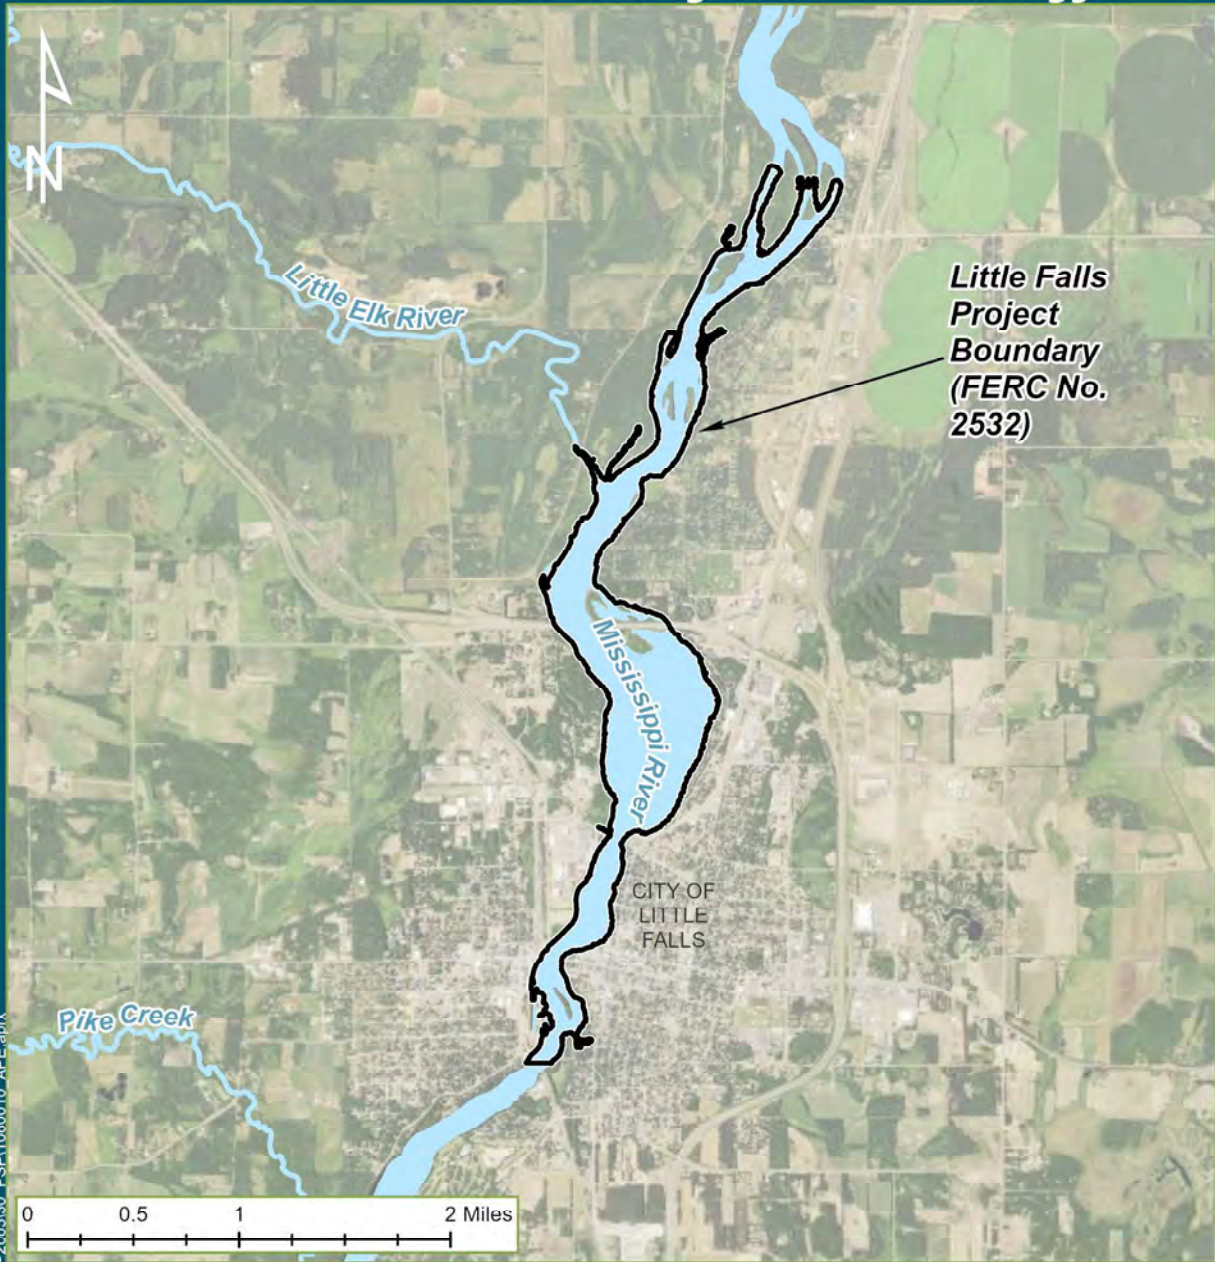 N
Little Elk River
Little Falls
Project
Boundary
(FERC No.
2532)
Mississippi River
CITY OF
LITTLE
FALLS
Pike Creek
0 0.5 1 2 Miles